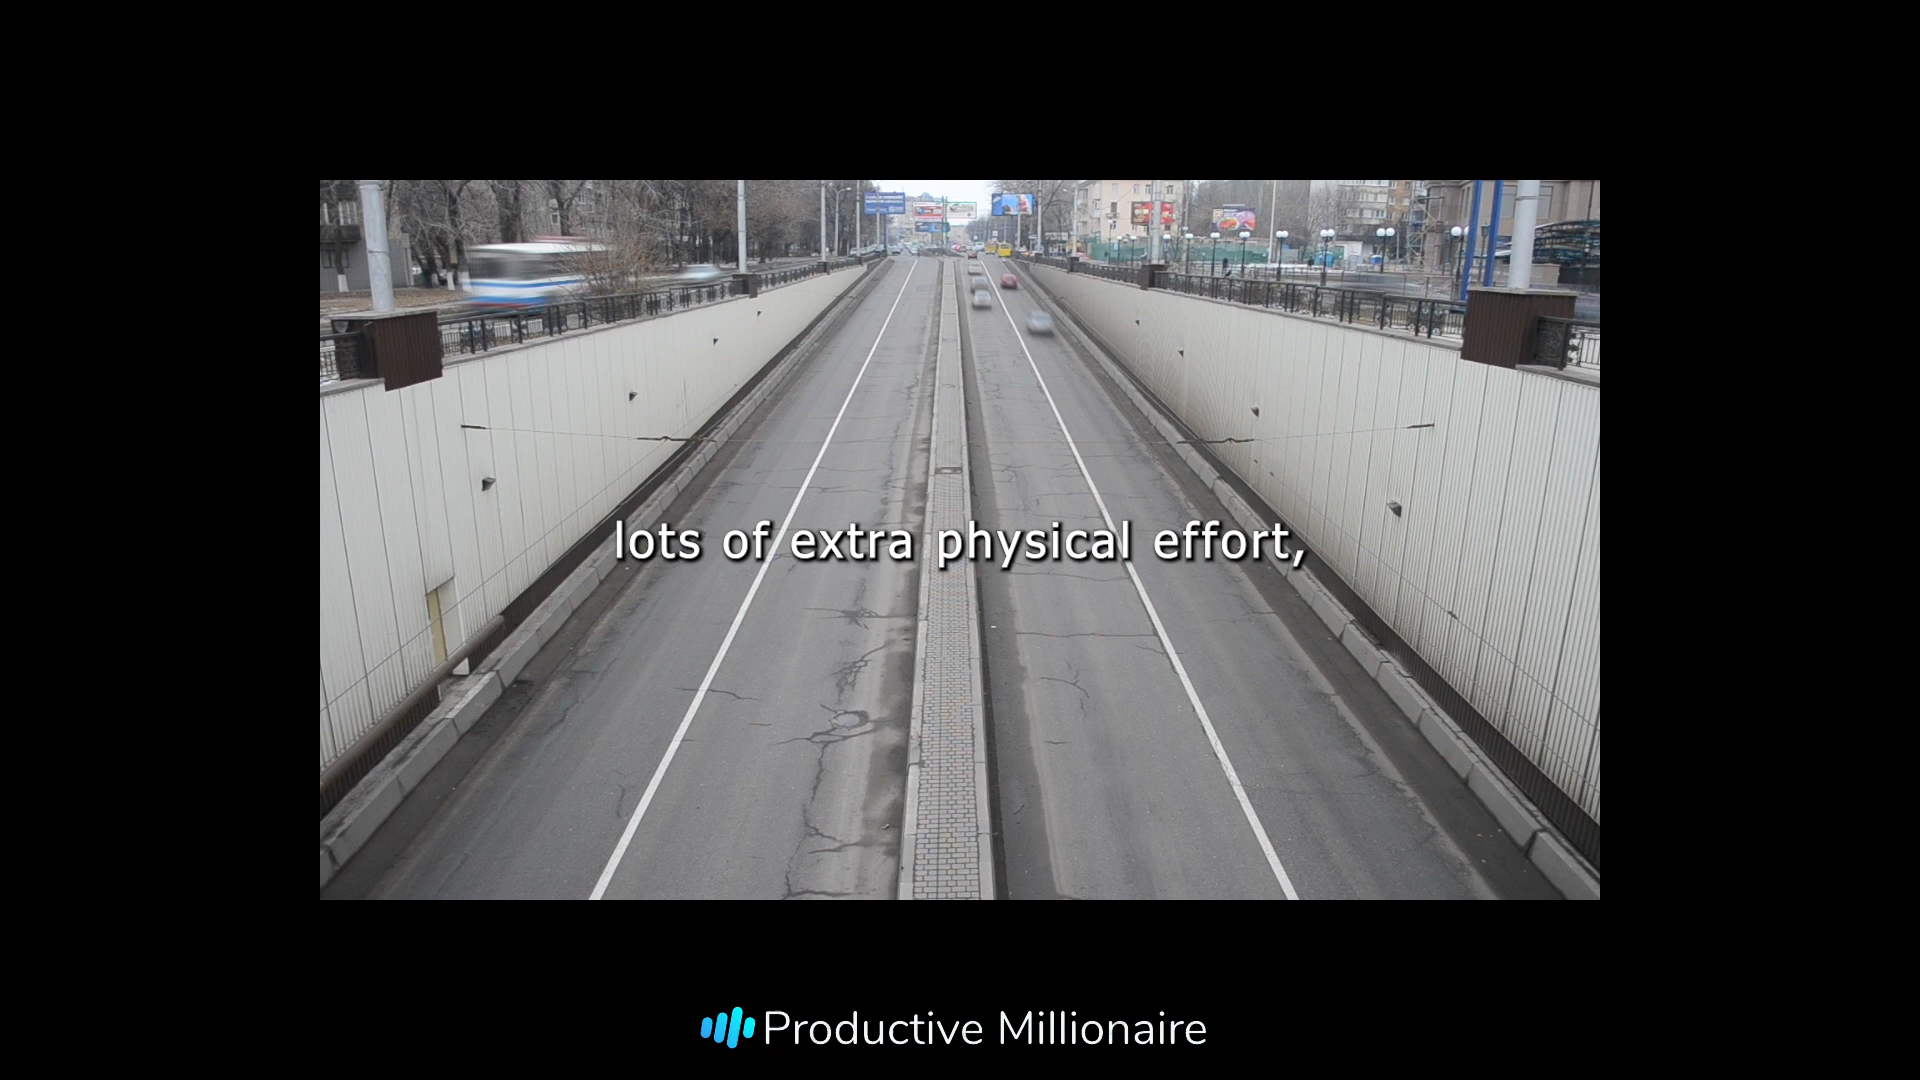 lots of extra physical effort,
Productive Millionaire